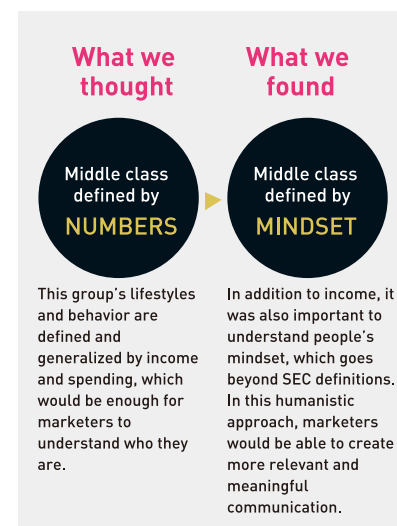 What we
thought
What we
found
Middle class
defined by
NUMBERS
Middle class
defined by
MINDSET
This group's lifestyles
and behavior are
defined and
generalized by income
and spending, which
would be enough for
marketers to
understand who they
are.
In addition to income, it
was also important to
understand people's
mindset, which goes
beyond SEC definitions.
In this humanistic
approach, marketers
would be able to create
more relevant and
meaningful
communication.